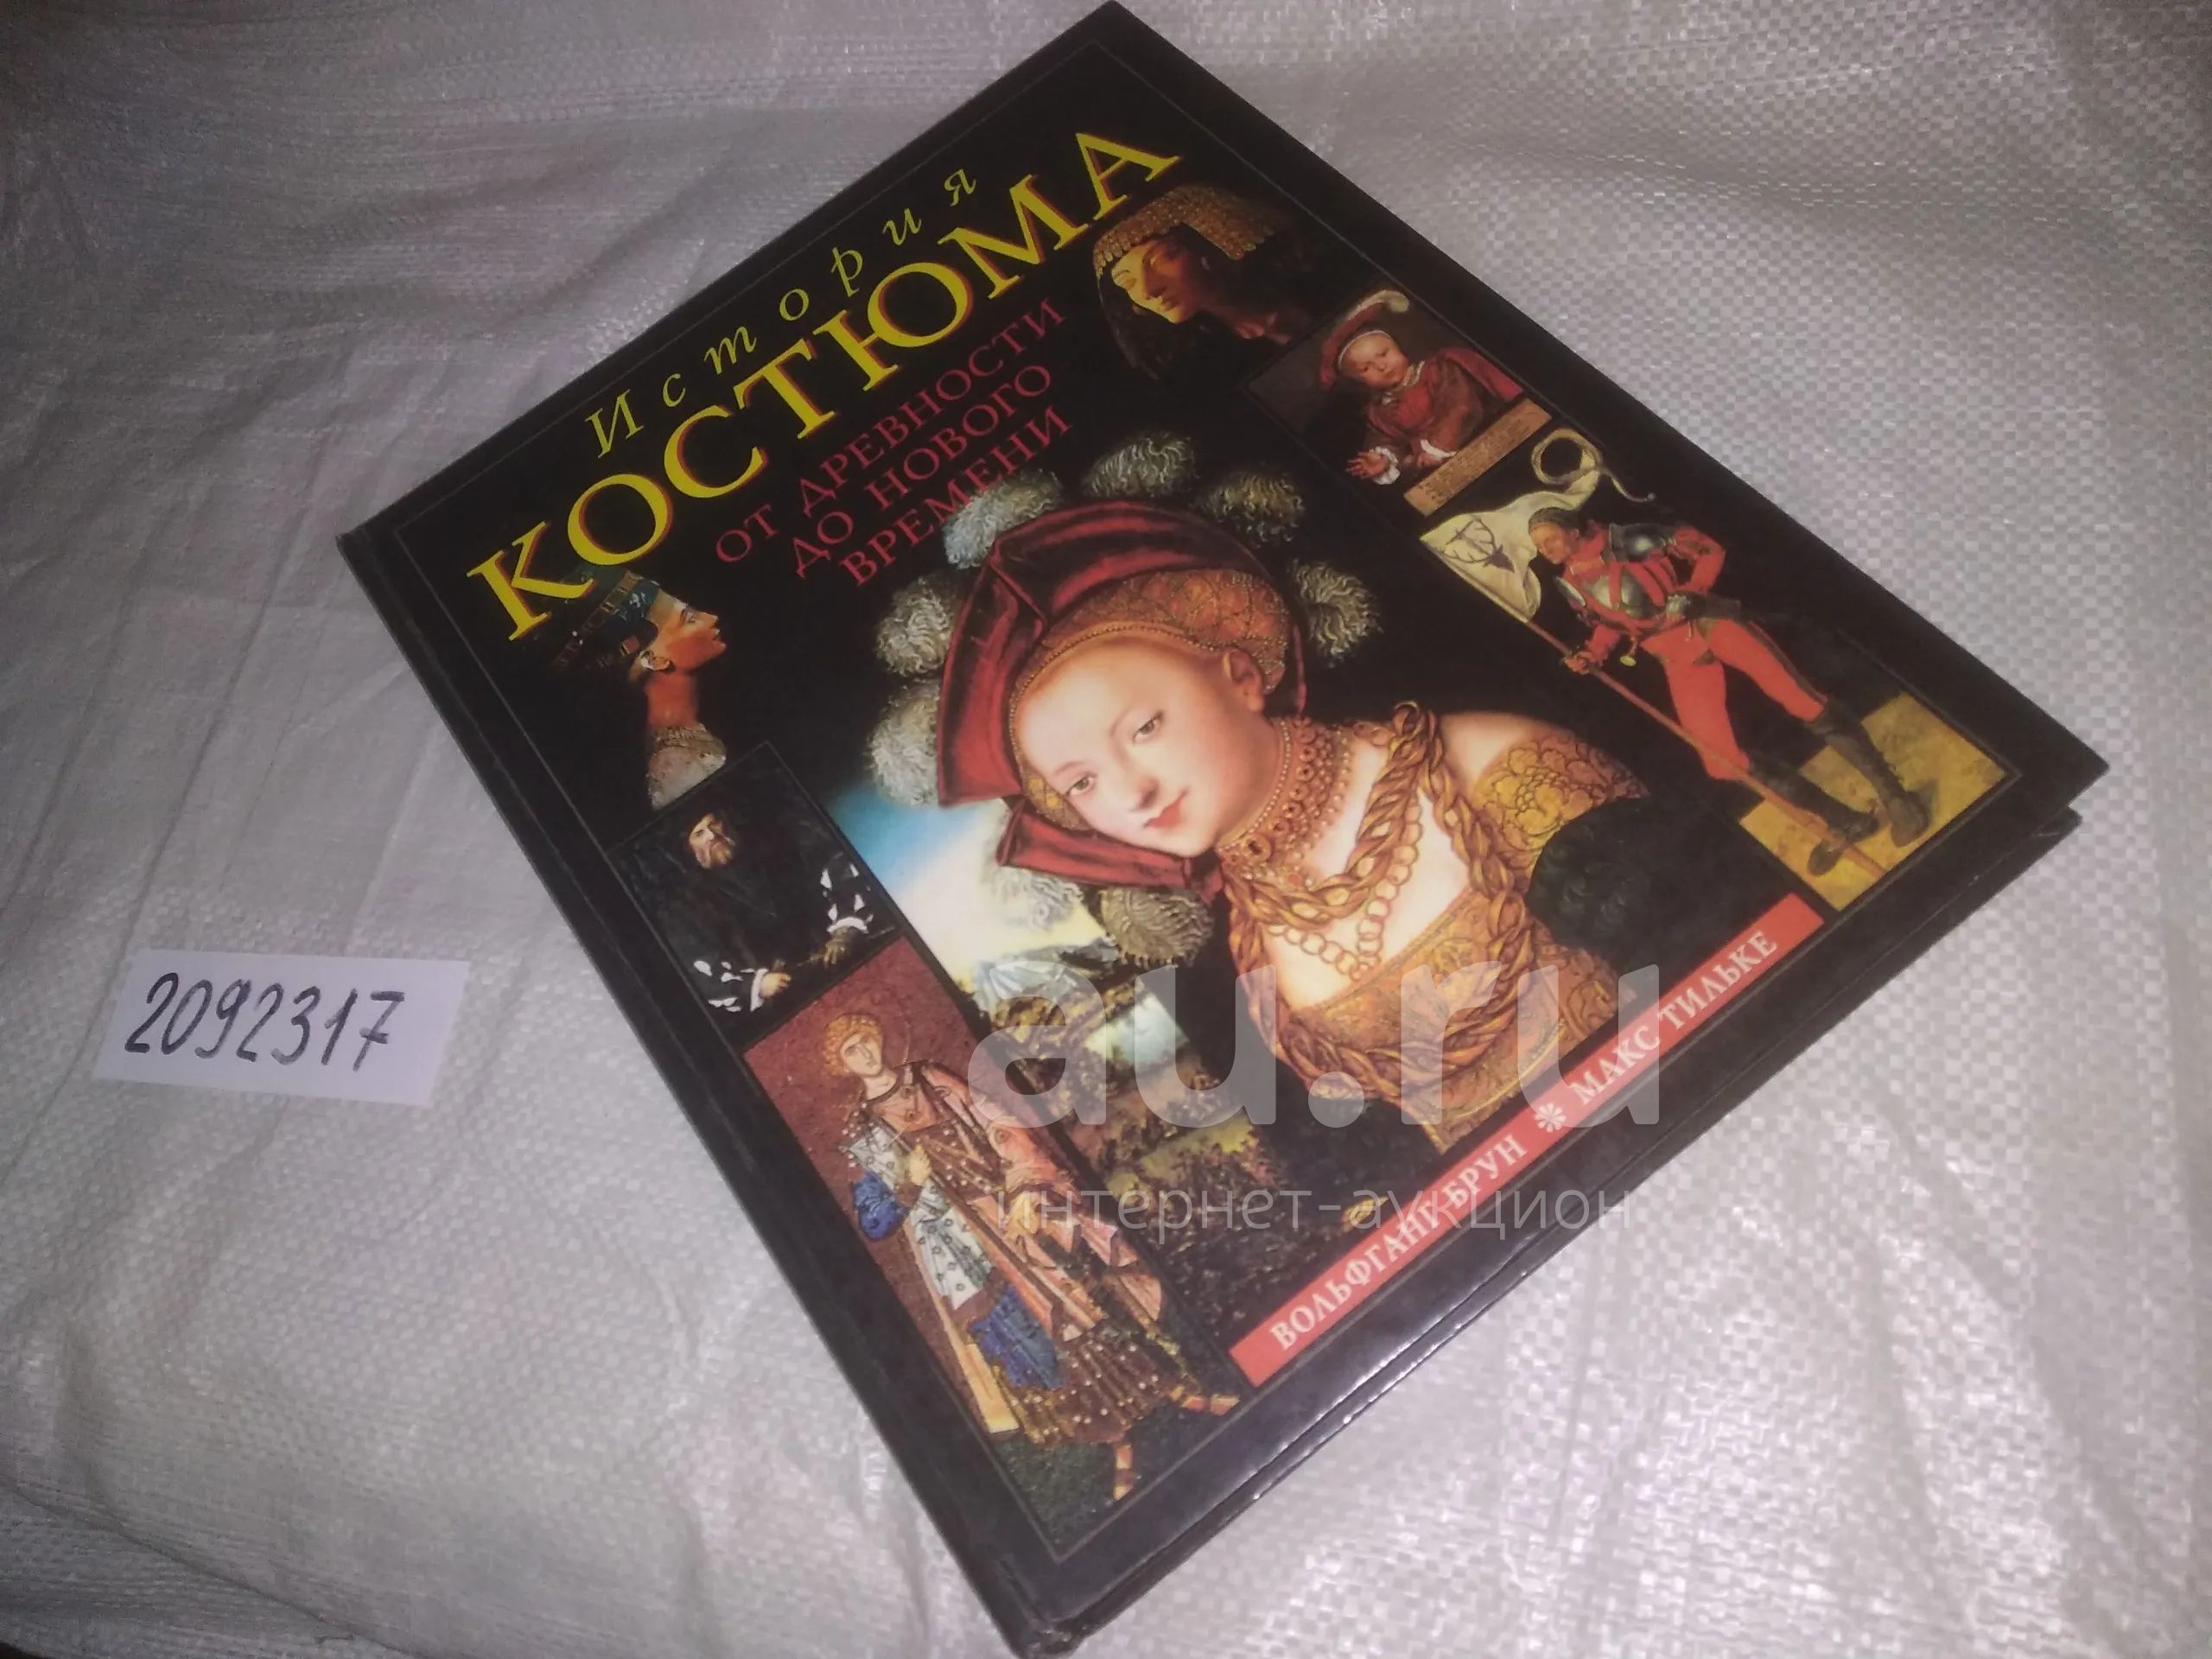 История
КОСТЮМА
ОТ ДРЕВНОСТИ
ДО НОВОГО
ВРЕМЕНИ
ВОЛЬФГАНГ БРУН ❋ МАКС ТИЛЬКЕ
2092317
au.ru
интернет-аукцион